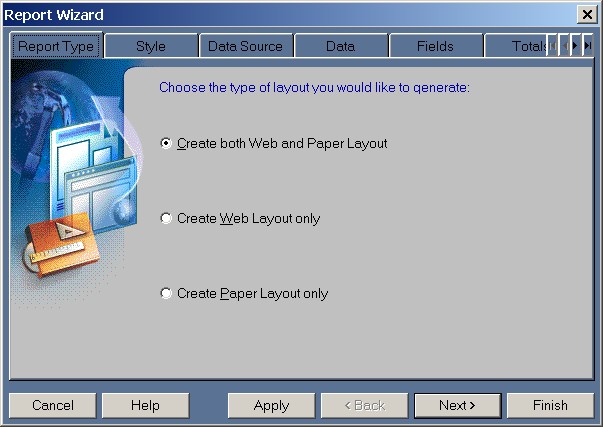 Report Wizard
Report Type Style Data Source Data Fields Totals
Choose the type of layout you would like to generate:
Create both Web and Paper Layout
Create Web Layout only
Create Paper Layout only
Cancel Help Apply < Back Next > Finish